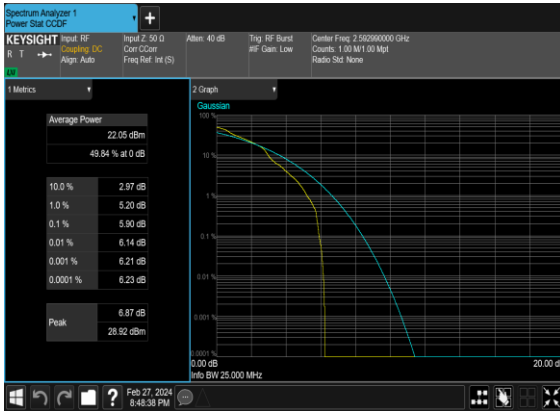 Spectrum Analyzer 1
Power Stat CCDF
KEYSIGHT
R T
LXI
Input: RF
Coupling: DC
Align: Auto
Input Z: 50 Ω
Corr CCorr
Freq Ref: Int (S)
Atten: 40 dB
Trig: RF Burst
#IF Gain: Low
Center Freq: 2.592990000 GHz
Counts: 1.00 M/1.00 Mpt
Radio Std: None
1 Metrics
Average Power
22.05 dBm
49.84 % at 0 dB
10.0 % 2.97 dB
1.0 % 5.20 dB
0.1 % 5.90 dB
0.01 % 6.14 dB
0.001 % 6.21 dB
0.0001 % 6.23 dB
Peak
6.87 dB
28.92 dBm
2 Graph
Gaussian
100 %
10 %
1 %
0.1 %
0.01 %
0.001 %
0.0001 %
0.00 dB
20.00 d
Info BW 25.000 MHz
?
Feb 27, 2024
8:48:38 PM